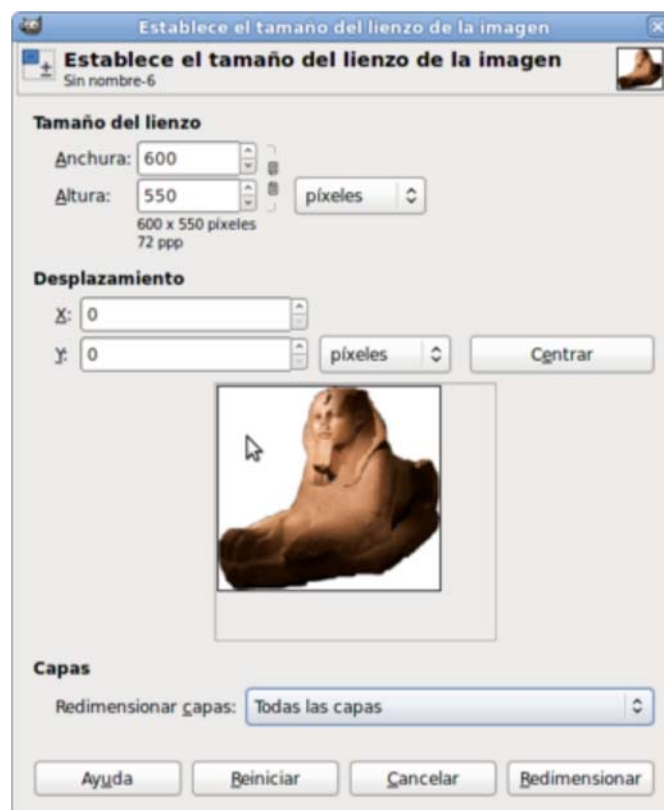 Establece el tamaño del lienzo de la imagen
Establece el tamaño del lienzo de la imagen
Sin nombre-6
Tamaño del lienzo
Anchura: 600
Altura: 550 píxeles
600 x 550 píxeles
72 ppp
Desplazamiento
X: 0
Y: 0 píxeles Centrar
Capas
Redimensionar capas: Todas las capas
Ayuda Reiniciar Cancelar Redimensionar